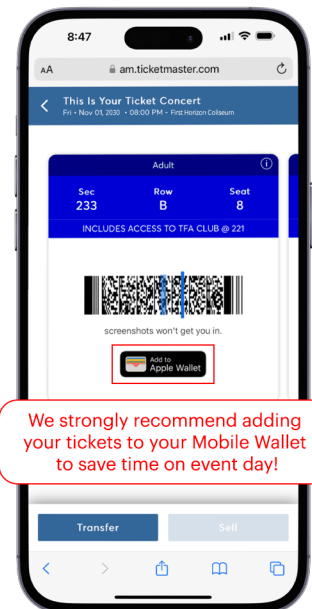 8:47
AA am.ticketmaster.com
This Is Your Ticket Concert
Fri • Nov 01, 2030 • 08:00 PM - First Horizon Coliseum
Adult
Sec Row Seat
233 B 8
INCLUDES ACCESS TO TFA CLUB @ 221
screenshots won't get you in.
Add to
Apple Wallet
We strongly recommend adding
your tickets to your Mobile Wallet
to save time on event day!
Transfer Sell